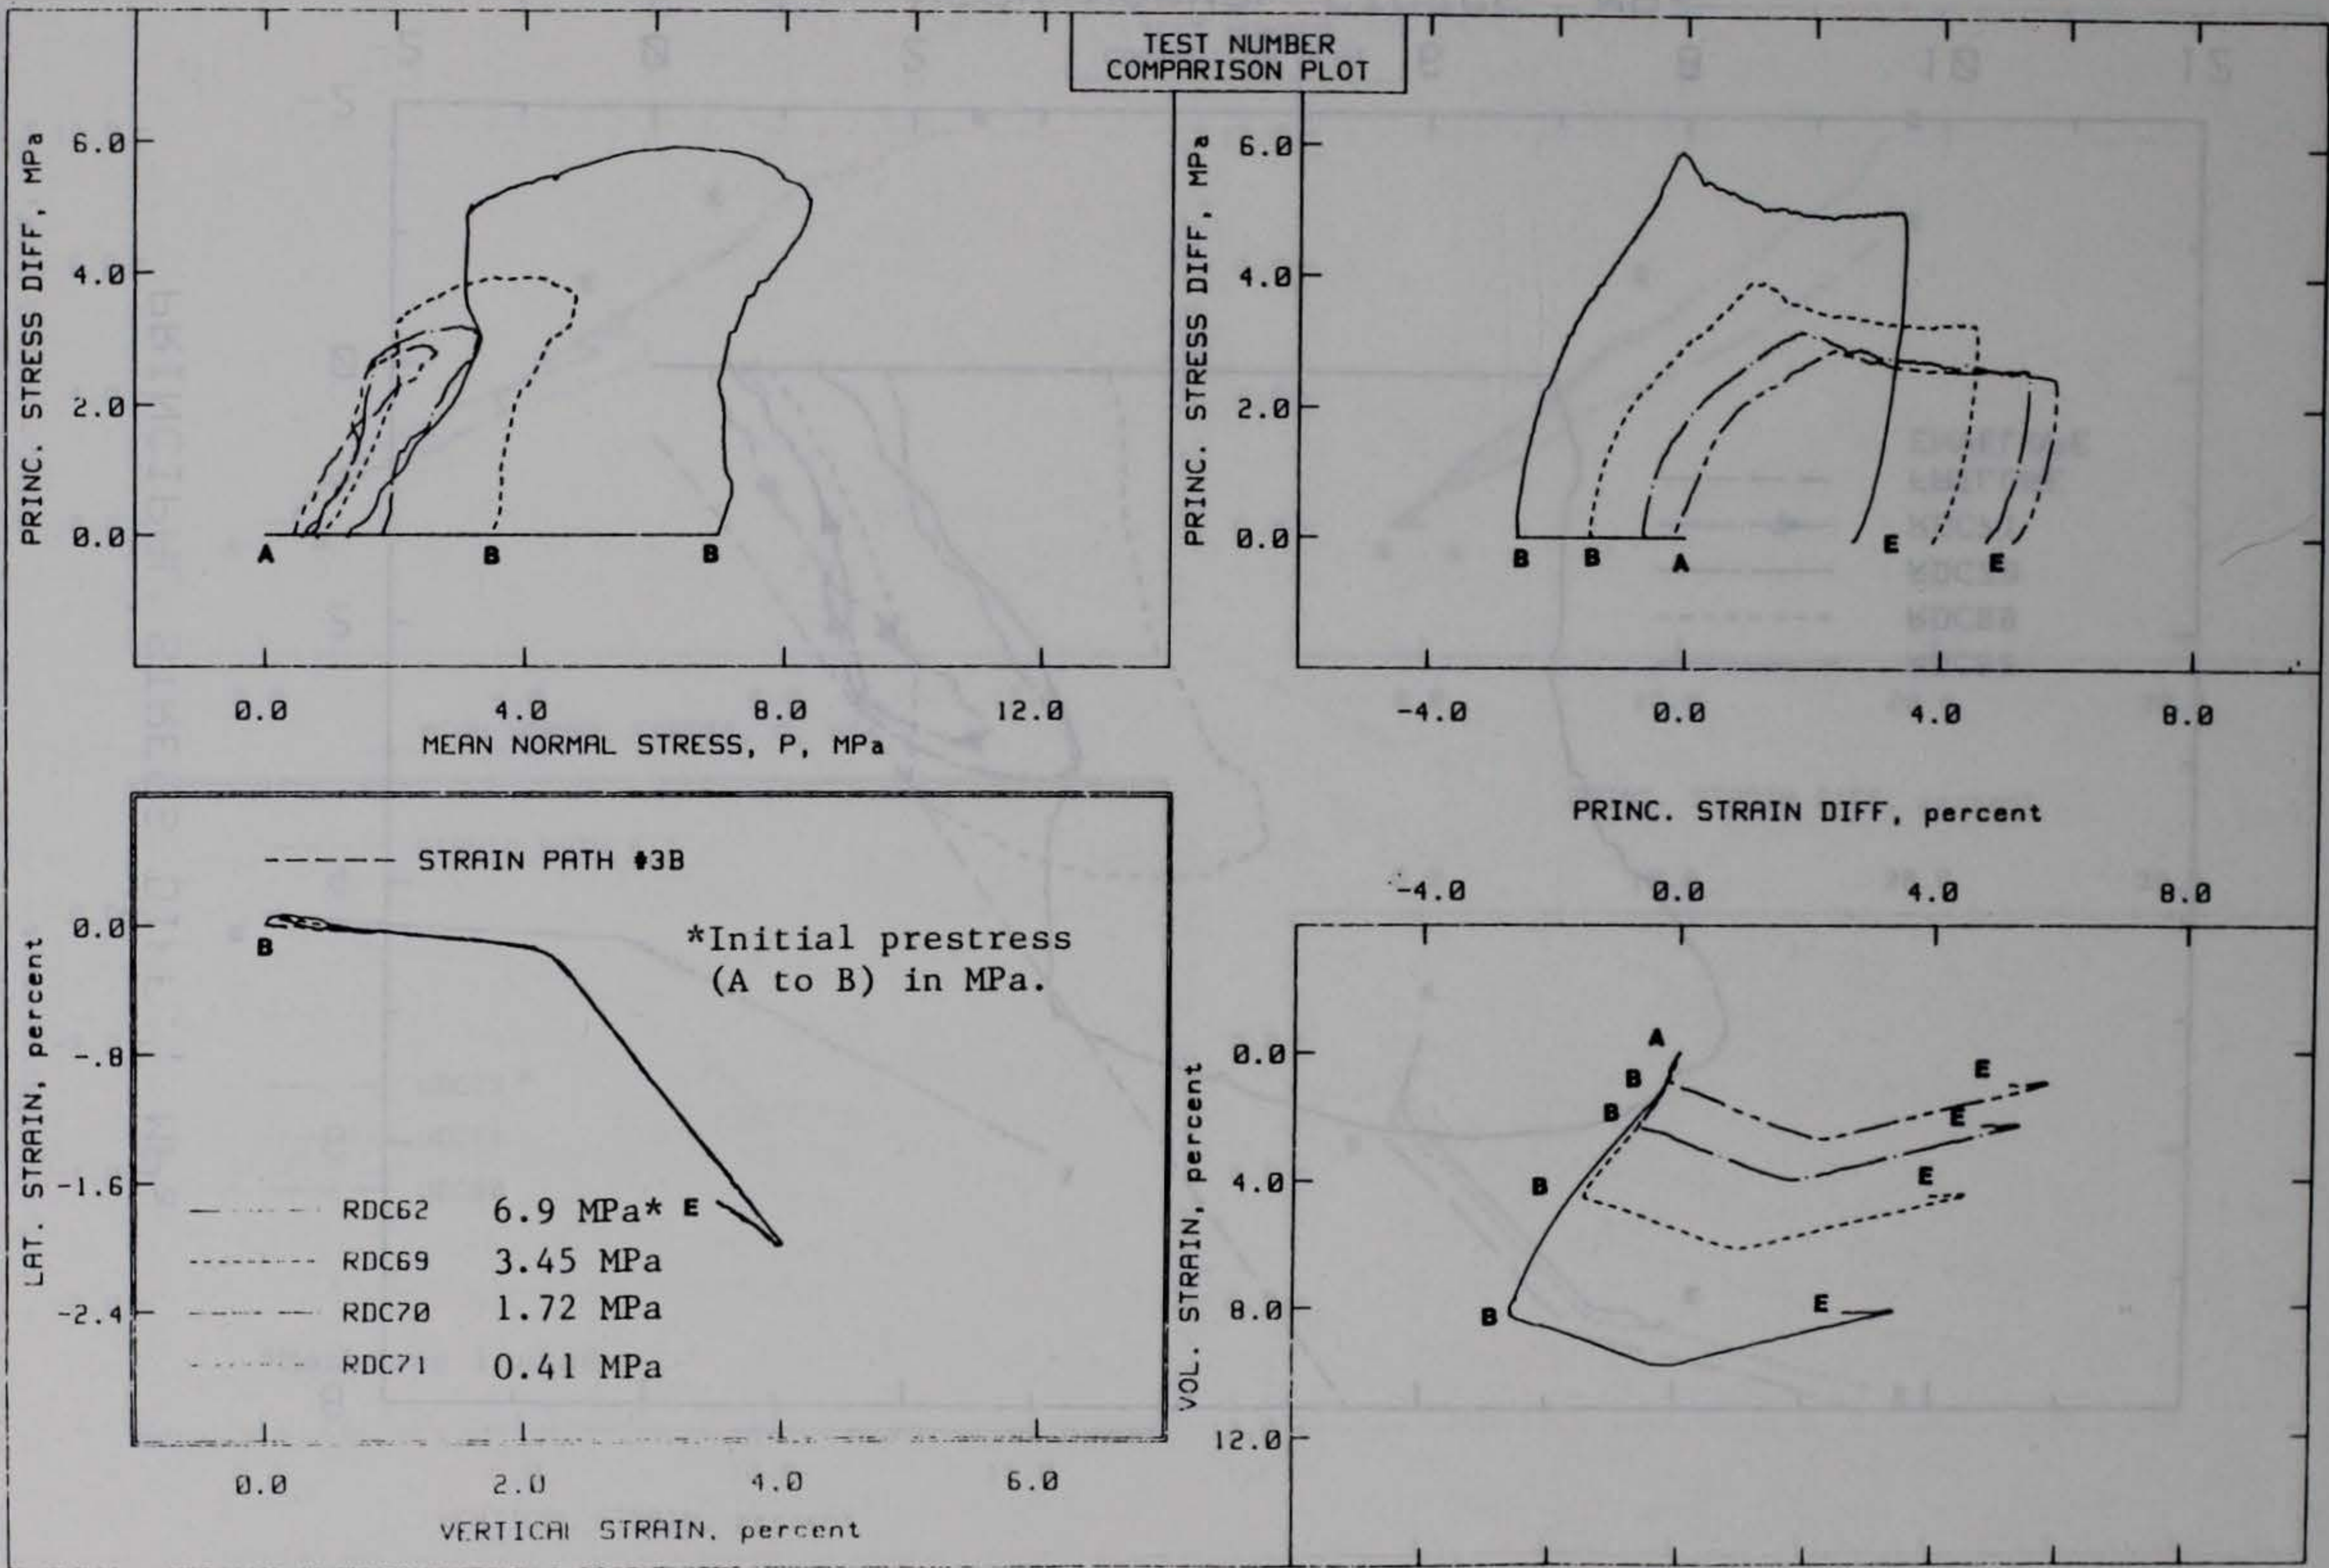 TEST NUMBER
COMPARISON PLOT
PRINC. STRESS DIFF, MPa
6.0
4.0
2.0
0.0
A
B
B
0.0
4.0
8.0
12.0
MEAN NORMAL STRESS, P, MPa
PRINC. STRESS DIFF, MPa
6.0
4.0
2.0
0.0
B
B
A
E
E
-4.0
0.0
4.0
8.0
PRINC. STRAIN DIFF, percent
LAT. STRAIN, percent
0.0
-.8
-1.6
-2.4
STRAIN PATH #3B
B
*Initial prestress
(A to B) in MPa.
RDC62 6.9 MPa* E
RDC69 3.45 MPa
RDC70 1.72 MPa
RDC71 0.41 MPa
0.0
2.0
4.0
6.0
VERTICAL STRAIN, percent
-4.0
0.0
4.0
8.0
VOL. STRAIN, percent
0.0
4.0
8.0
12.0
A
B
E
B
E
B
E
B
E